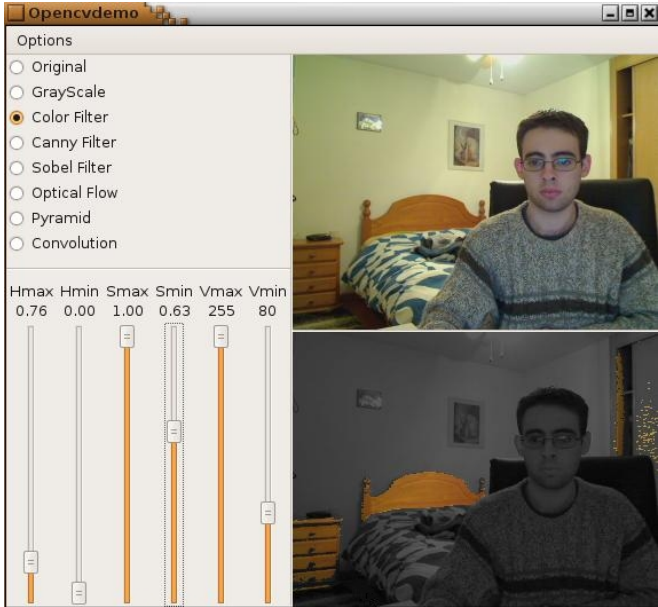 Opencvdemo
Options
Original
GrayScale
Color Filter
Canny Filter
Sobel Filter
Optical Flow
Pyramid
Convolution
Hmax Hmin Smax Smin Vmax Vmin
0.76 0.00 1.00 0.63 255 80